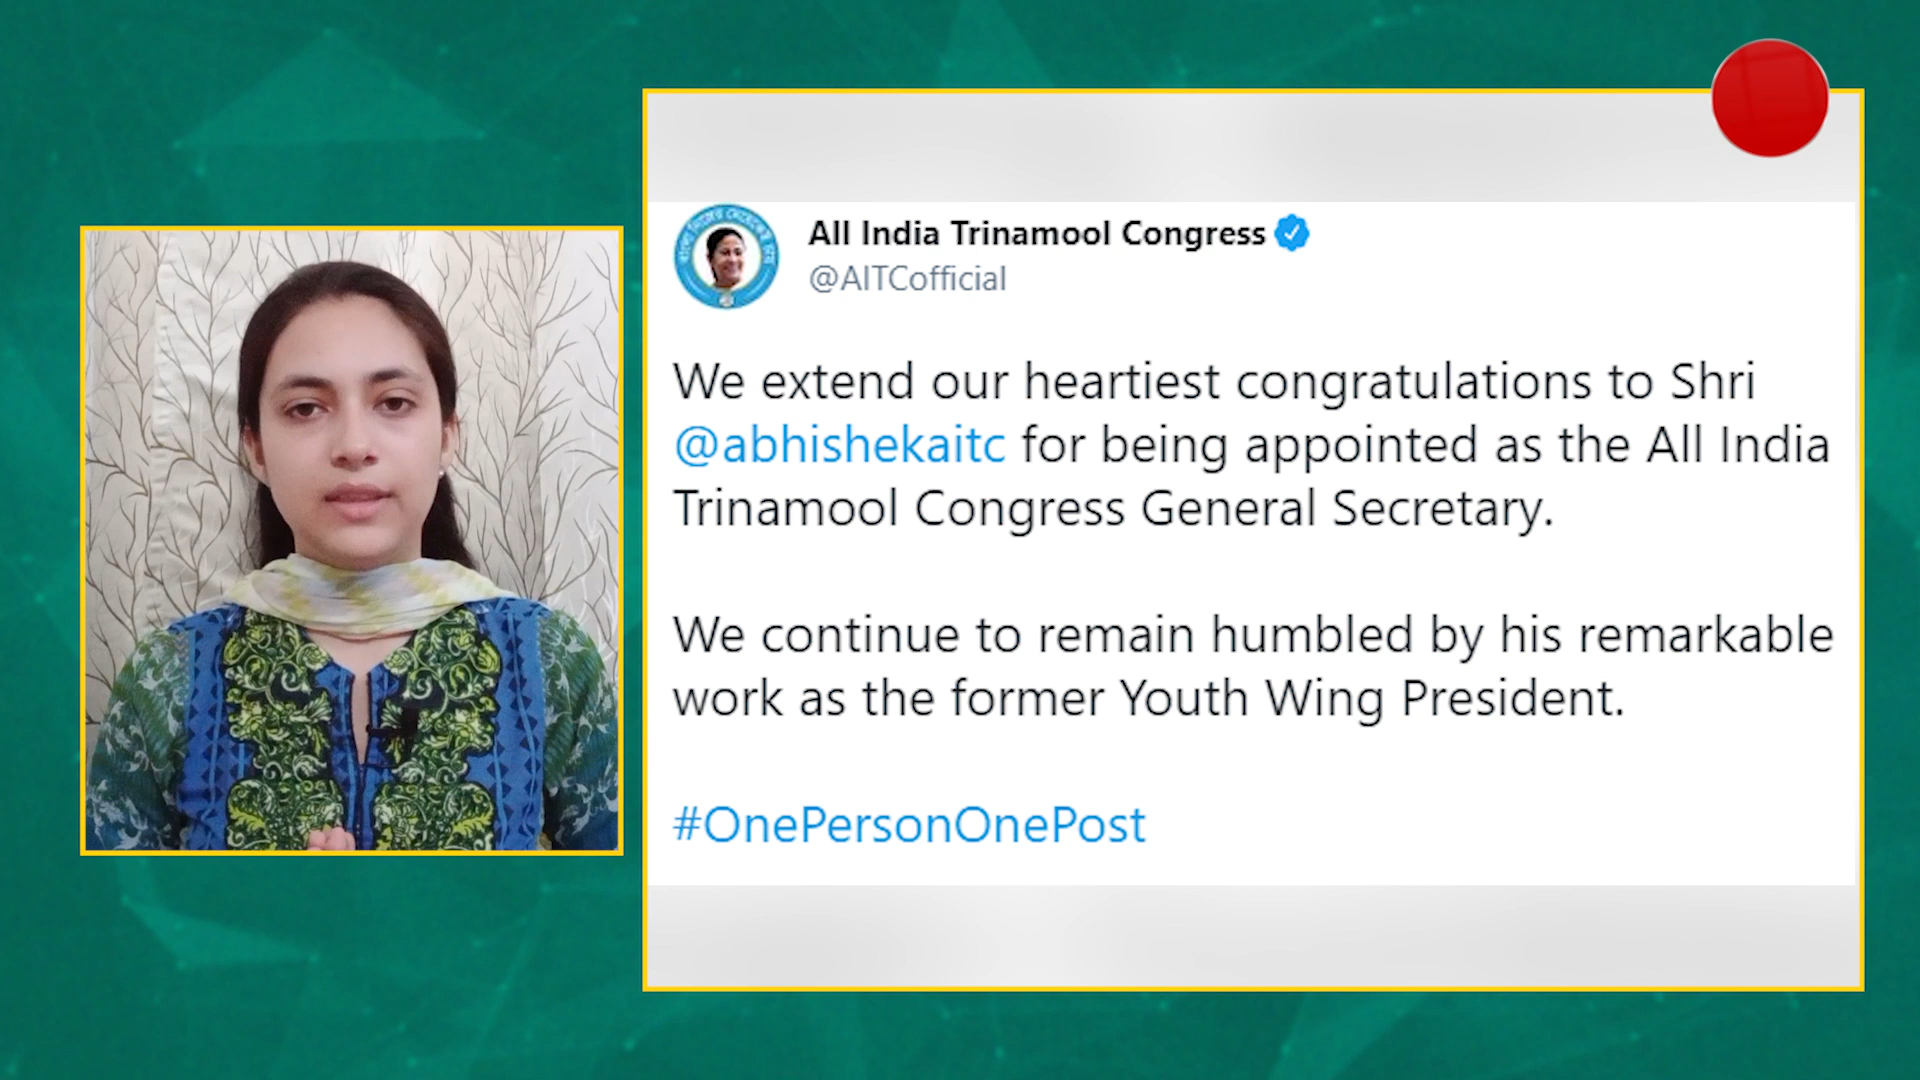 All India Trinamool Congress
@AITCofficial
We extend our heartiest congratulations to Shri
@abhishekaitc for being appointed as the All India
Trinamool Congress General Secretary.
We continue to remain humbled by his remarkable
work as the former Youth Wing President.
#OnePersonOnePost